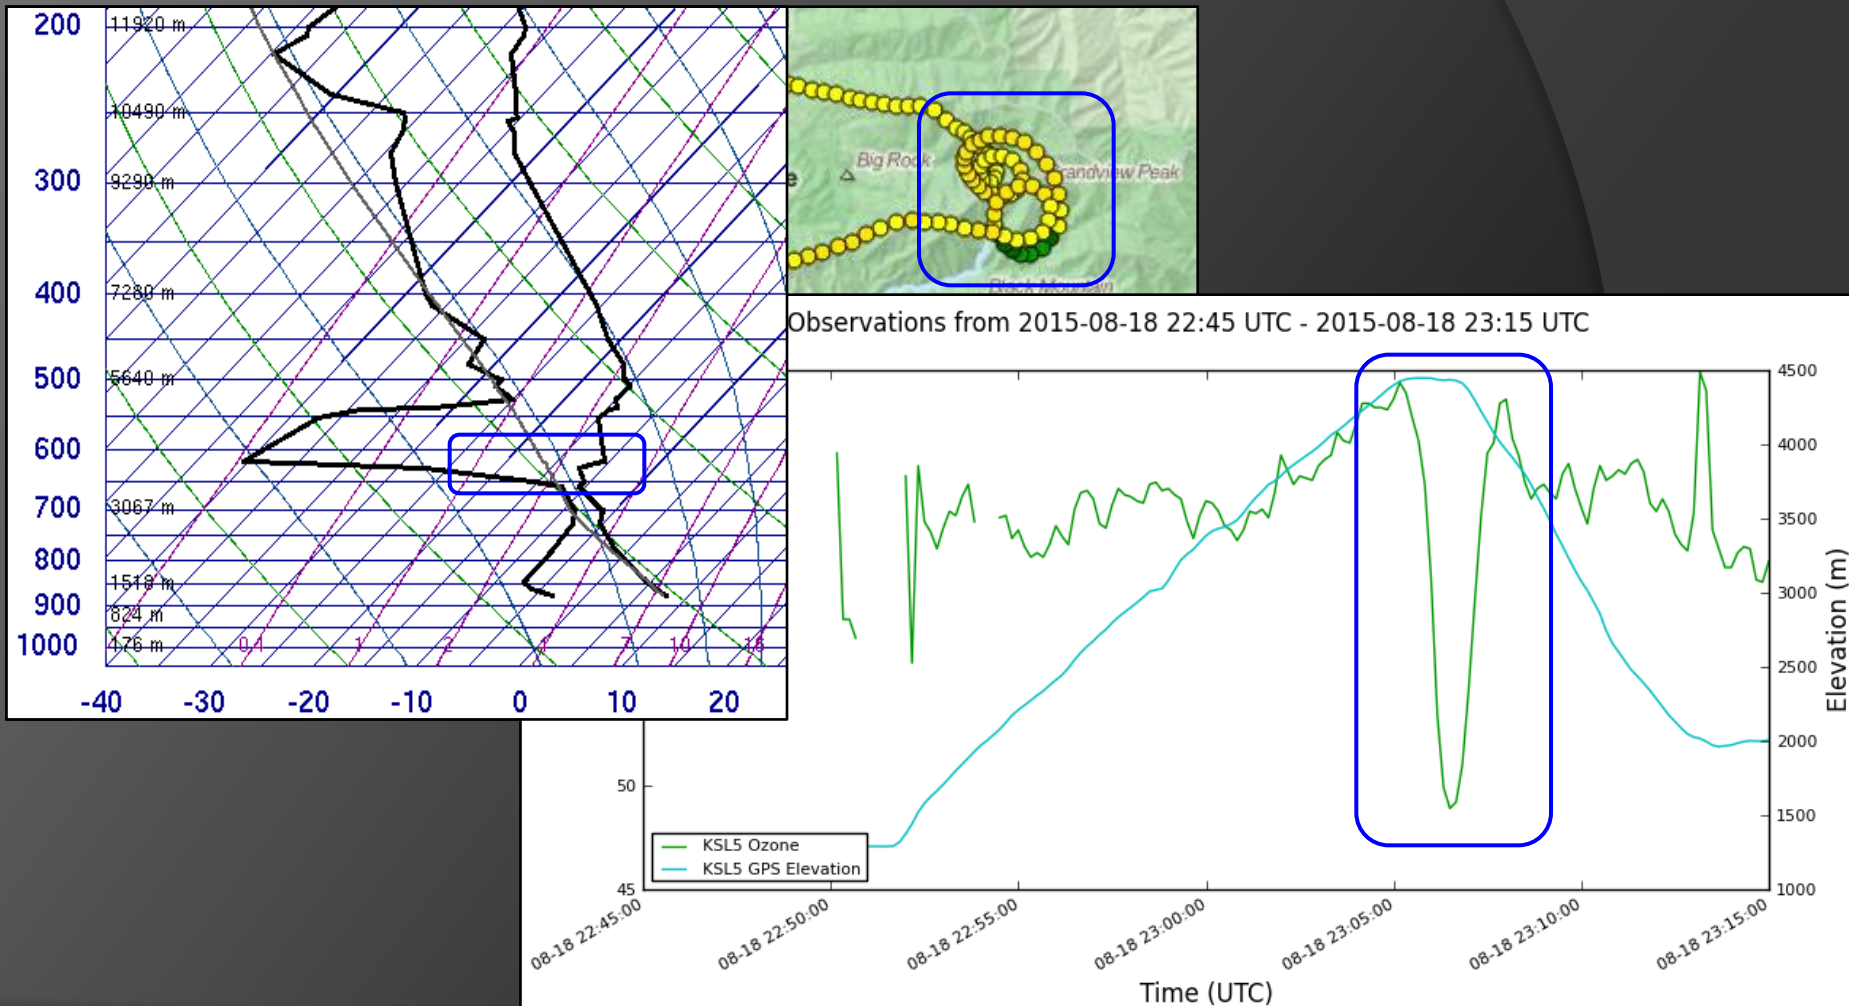 200
11920 m
10490 m
300
9290 m
400
7280 m
500
5640 m
600
700
3067 m
800
1518 m
900
824 m
1000
176 m
0.4
1
2
4
7
10
16
-40
-30
-20
-10
0
10
20
Big Rock
e
randview Peak
Black Mountain
Observations from 2015-08-18 22:45 UTC - 2015-08-18 23:15 UTC
4500
4000
3500
3000
2500
2000
1500
1000
Elevation (m)
50
45
KSL5 Ozone
KSL5 GPS Elevation
08-18 22:45:00
08-18 22:50:00
08-18 22:55:00
08-18 23:00:00
08-18 23:05:00
08-18 23:10:00
08-18 23:15:00
Time (UTC)